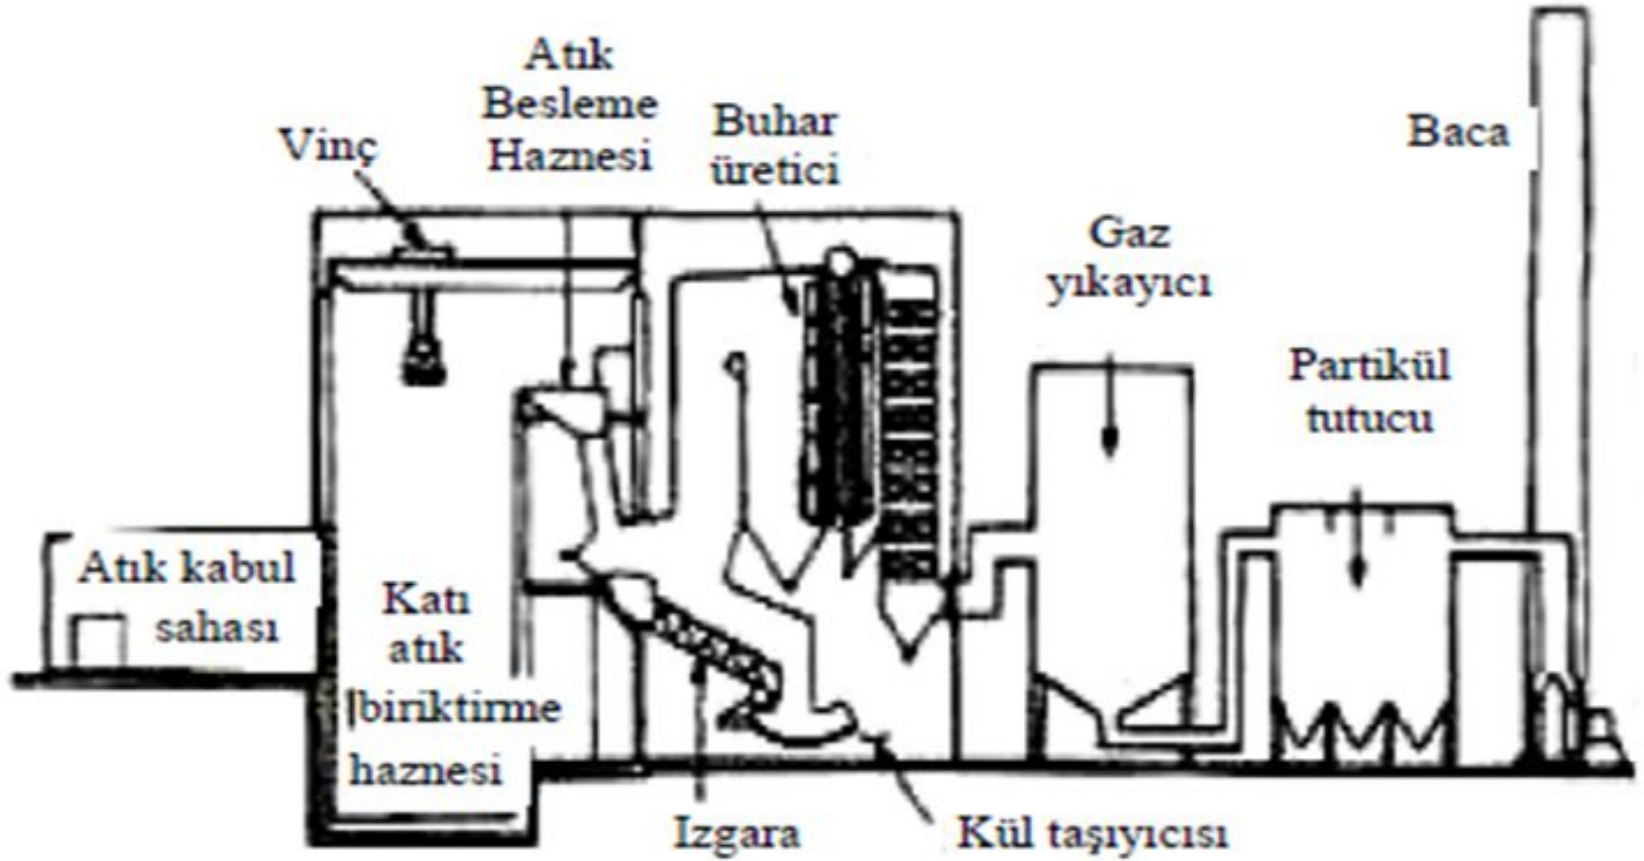 Atık
Besleme
Haznesi
Vinç
Buhar
üretici
Baca
Gaz
yıkayıcı
Partikül
tutucu
Atık kabul
sahası
Katı
atık
biriktirme
haznesi
Izgara
Kül taşıyıcısı